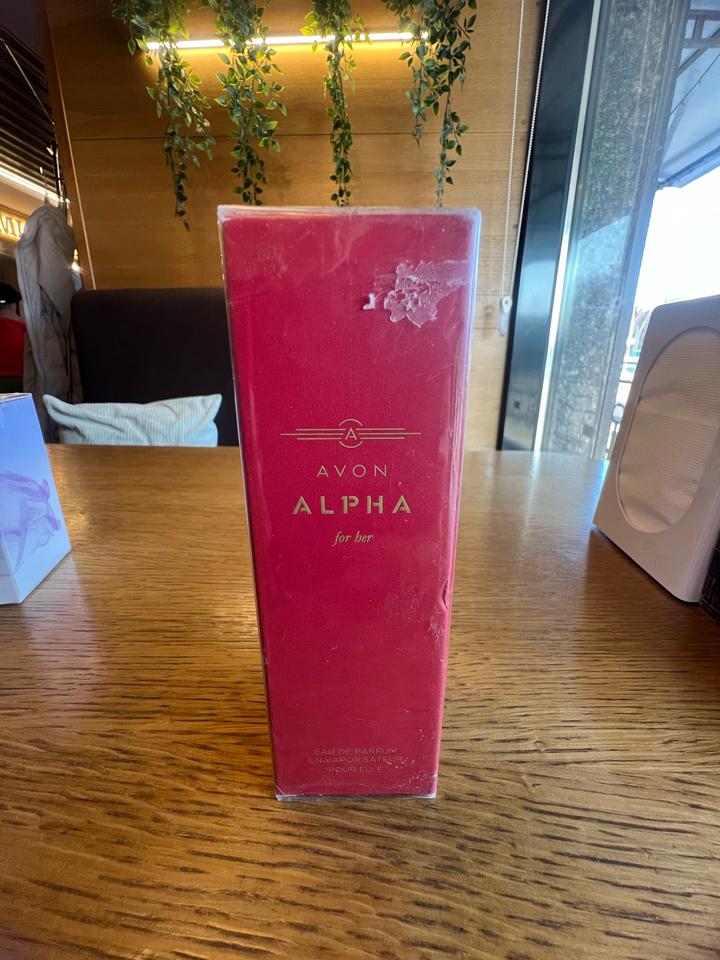 A
AVON
ALPHA
for her
EAU DE PARFUM
EN VAPORISATEUR
POUR ELLE